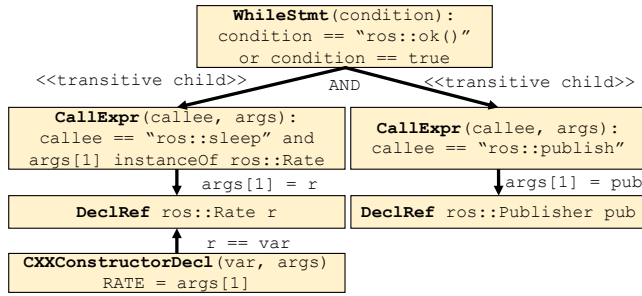 WhileStmt(condition):
condition == “ros::ok()”
or condition == true
<<transitive child>>
AND
<<transitive child>>
CallExpr(callee, args):
callee == “ros::sleep” and
args[1] instanceOf ros::Rate
CallExpr(callee, args):
callee == “ros::publish”
args[1] = r
args[1] = pub
DeclRef ros::Rate r
DeclRef ros::Publisher pub
r == var
CXXConstructorDecl(var, args)
RATE = args[1]